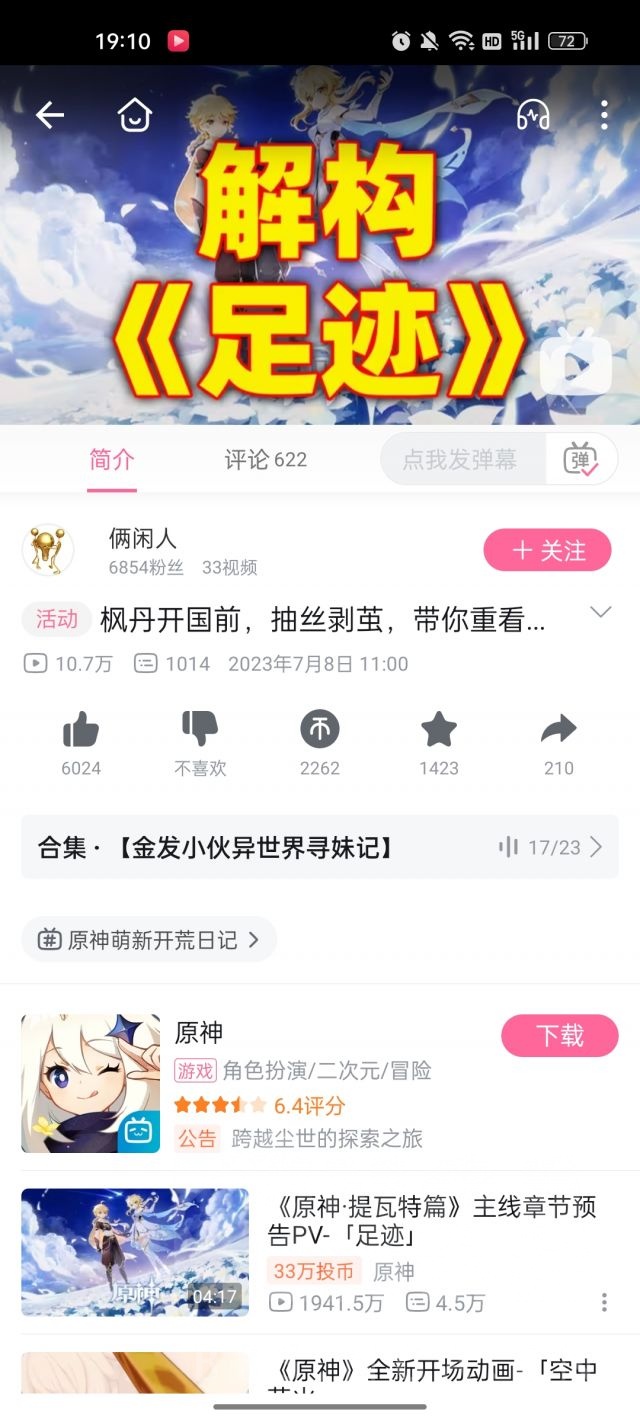 19:10
HD 5G 72
解构
《足迹》
简介
评论 622
点我发弹幕
弹
俩闲人
6854粉丝 33视频
+ 关注
活动 枫丹开国前，抽丝剥茧，带你重看...
10.7万 1014 2023年7月8日 11:00
6024 不喜欢 2262 1423 210
合集·【金发小伙异世界寻妹记】 17/23
原神萌新开荒日记
原神
下载
游戏 角色扮演/二次元/冒险
6.4评分
公告 跨越尘世的探索之旅
原神
04:17
《原神·提瓦特篇》主线章节预
告PV-「足迹」
33万投币 原神
1941.5万 4.5万
《原神》全新开场动画-「空中